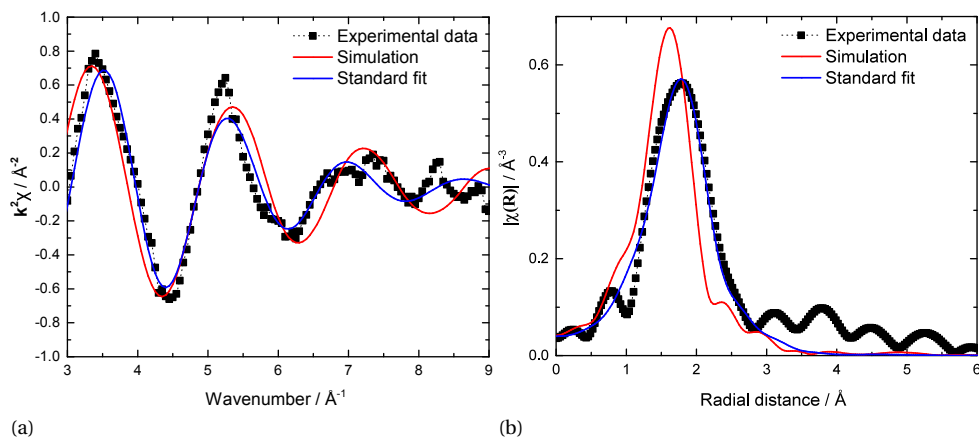 1.0
0.8
0.6
0.4
0.2
0.0
-0.2
-0.4
-0.6
-0.8
-1.0
k²χ / Å⁻²
3 4 5 6 7 8 9
Wavenumber / Å⁻¹
Experimental data
Simulation
Standard fit
(a)
0,6
0,4
0,2
0,0
|χ(R)| / Å⁻³
0 1 2 3 4 5 6
Radial distance / Å
Experimental data
Simulation
Standard fit
(b)